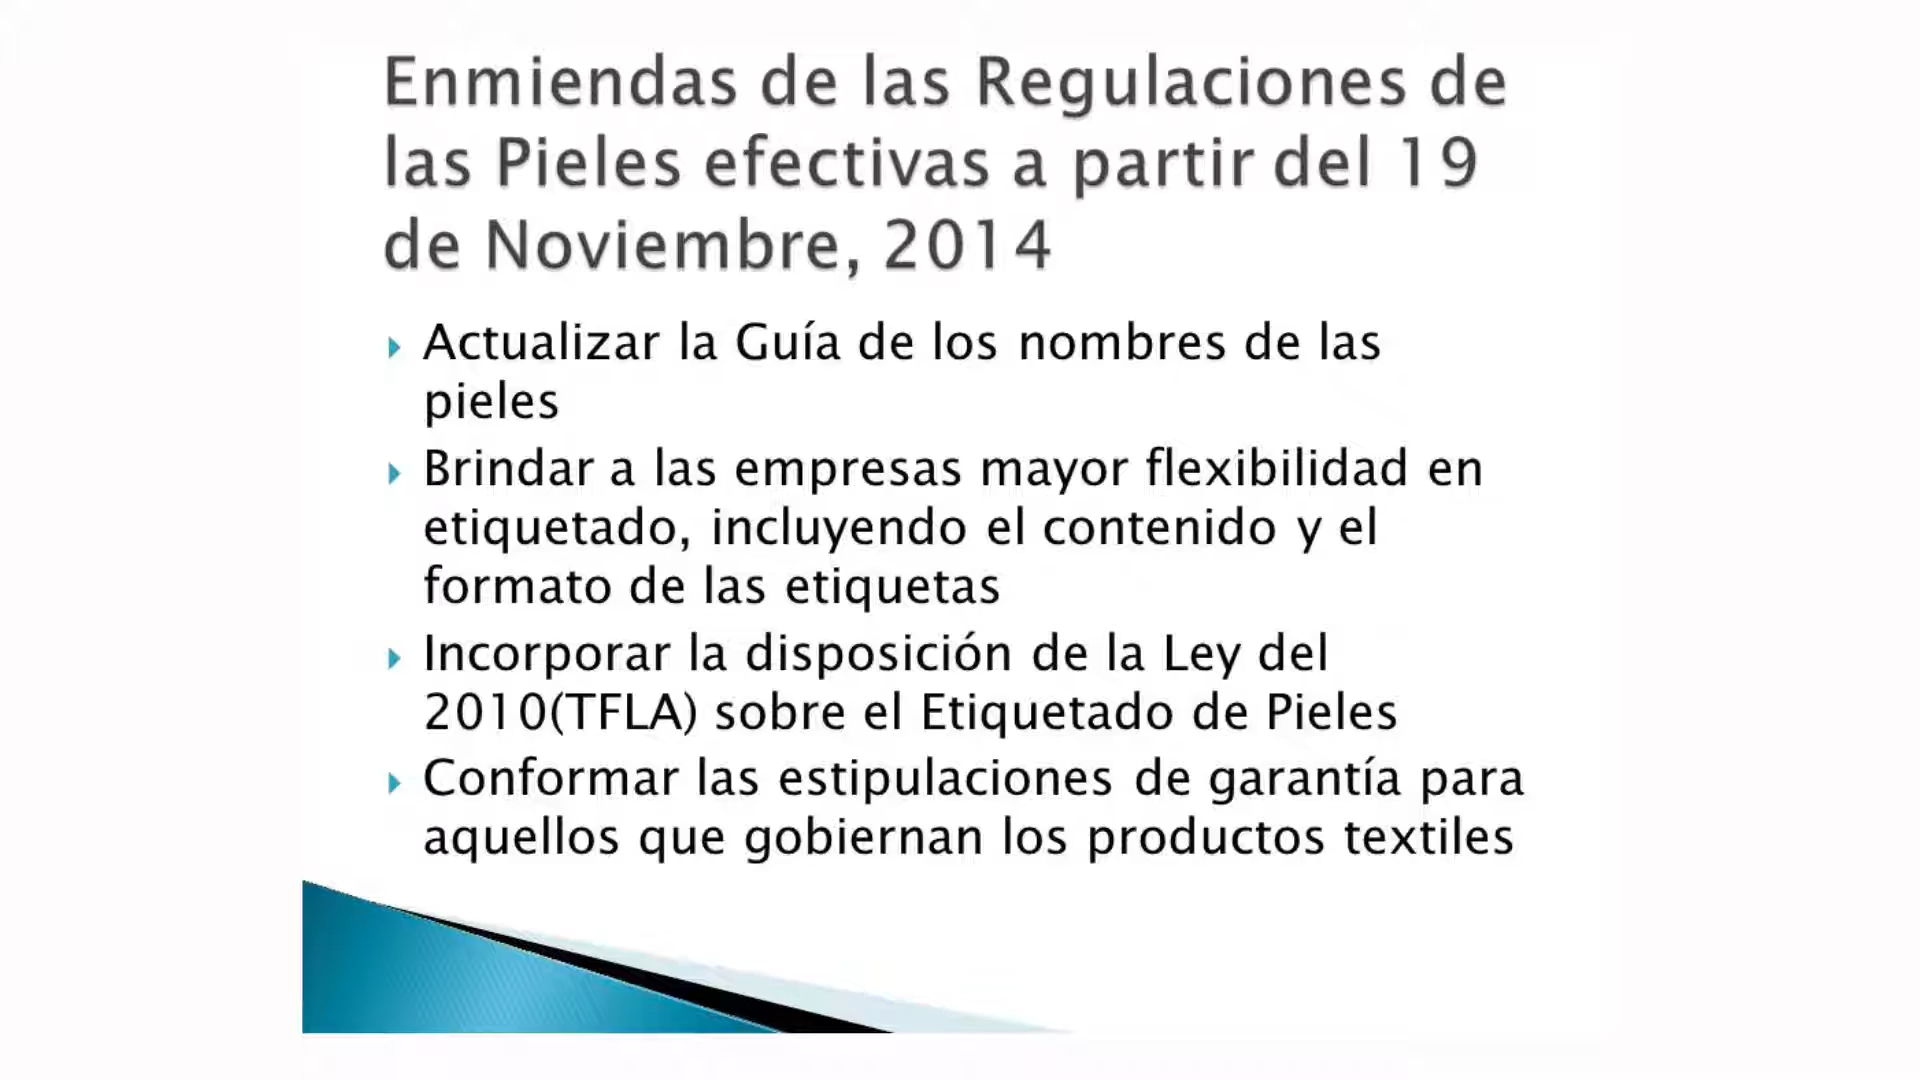 Enmiendas de las Regulaciones de
las Pieles efectivas a partir del 19
de Noviembre, 2014
Actualizar la Guía de los nombres de las
pieles
Brindar a las empresas mayor flexibilidad en
etiquetado, incluyendo el contenido y el
formato de las etiquetas
Incorporar la disposición de la Ley del
2010(TFLA) sobre el Etiquetado de Pieles
Conformar las estipulaciones de garantía para
aquellos que gobiernan los productos textiles